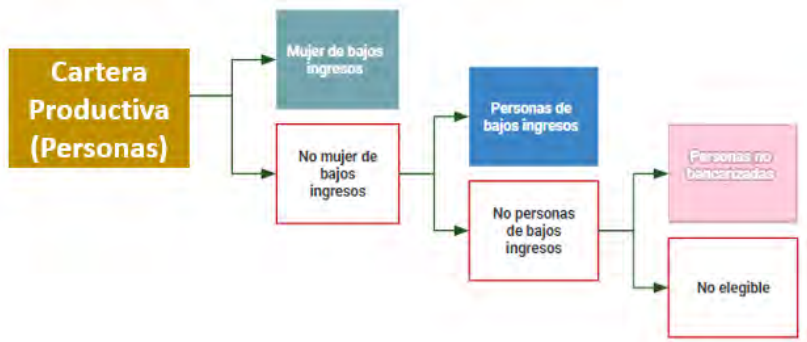 Cartera
Productiva
(Personas)
Mujer de bajos
ingresos
No mujer de
bajos
ingresos
Personas de
bajos ingresos
No personas
de bajos
ingresos
Personas no
bancarizadas
No elegible